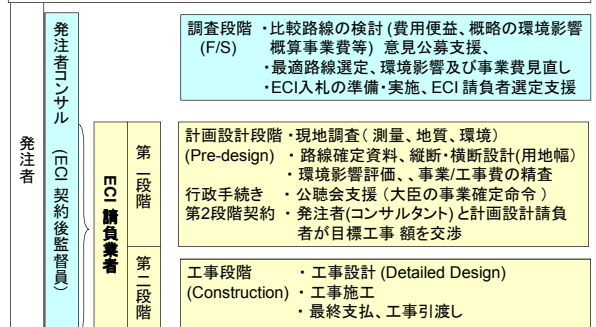 発注者
発注者コンサル (ECI 契約後監督員)
調査段階 ・比較路線の検討 (費用便益、概略の環境影響
(F/S) 概算事業費等) 意見公募支援、
・最適路線選定、環境影響及び事業費見直し
・ECI入札の準備・実施、ECI 請負者選定支援
ECI 請負業者
第一段階
計画設計段階 ・現地調査( 測量、地質、環境)
(Pre-design) ・ 路線確定資料、縦断・横断設計(用地幅)
・環境影響評価、、事業/工事費の精査
行政手続き ・ 公聴会支援 (大臣の事業確定命令 )
第2段階契約 ・ 発注者(コンサルタント) と計画設計請負
者が目標工事 額を交渉
第二段階
工事段階 ・ 工事設計 (Detailed Design)
(Construction) ・ 工事施工
・ 最終支払、工事引渡し